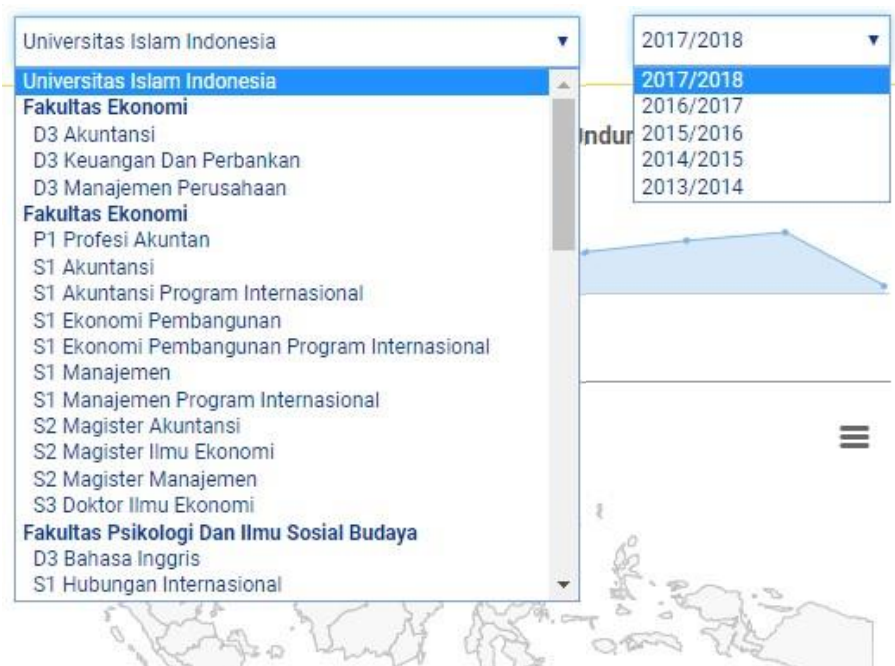 Universitas Islam Indonesia
2017/2018
Universitas Islam Indonesia
Fakultas Ekonomi
D3 Akuntansi
D3 Keuangan Dan Perbankan
D3 Manajemen Perusahaan
Fakultas Ekonomi
P1 Profesi Akuntan
S1 Akuntansi
S1 Akuntansi Program Internasional
S1 Ekonomi Pembangunan
S1 Ekonomi Pembangunan Program Internasional
S1 Manajemen
S1 Manajemen Program Internasional
S2 Magister Akuntansi
S2 Magister Ilmu Ekonomi
S2 Magister Manajemen
S3 Doktor Ilmu Ekonomi
Fakultas Psikologi Dan Ilmu Sosial Budaya
D3 Bahasa Inggris
S1 Hubungan Internasional
2017/2018
2016/2017
2015/2016
2014/2015
2013/2014